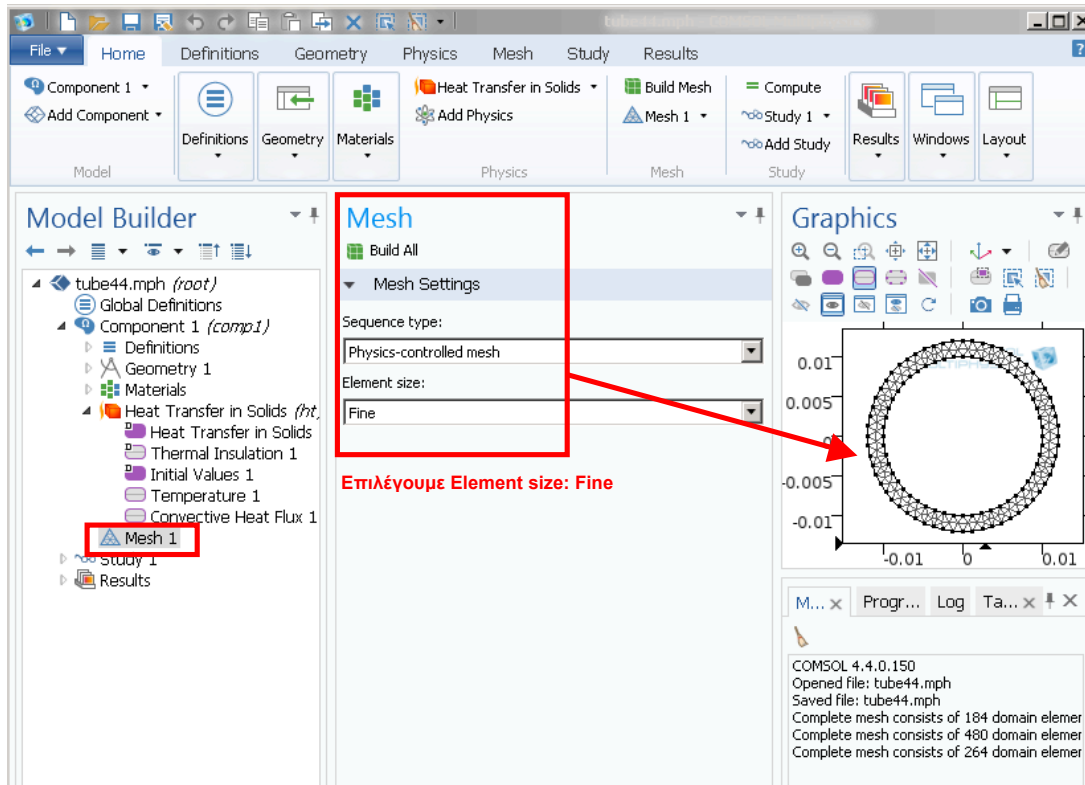 tube44.mph - COMSOL
File Home Definitions Geometry Physics Mesh Study Results
Component 1
Add Component
Model
Definitions
Geometry
Materials
Heat Transfer in Solids
Add Physics
Physics
Build Mesh
Mesh 1
Mesh
Compute
Study 1
Add Study
Study
Results
Windows
Layout
Model Builder
tube44.mph (root)
Global Definitions
Component 1 (comp1)
Definitions
Geometry 1
Materials
Heat Transfer in Solids (ht)
Heat Transfer in Solids
Thermal Insulation 1
Initial Values 1
Temperature 1
Convective Heat Flux 1
Mesh 1
Study 1
Results
Mesh
Build All
Mesh Settings
Sequence type:
Physics-controlled mesh
Element size:
Fine
Επιλέγουμε Element size: Fine
Graphics
0.01
0.005
0
-0.005
-0.01
-0.01 0 0.01
M... Progr... Log Ta...
COMSOL 4.4.0.150
Opened file: tube44.mph
Saved file: tube44.mph
Complete mesh consists of 184 domain elemer
Complete mesh consists of 480 domain elemer
Complete mesh consists of 264 domain elemer